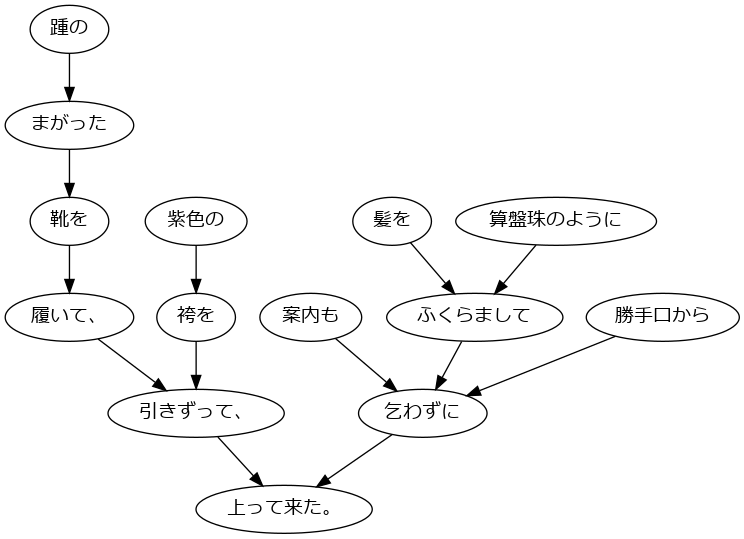 踵の
まがった
靴を
紫色の
髪を
算盤珠のように
履いて、
袴を
案内も
ふくらまして
勝手口から
引きずって、
乞わずに
上って来た。